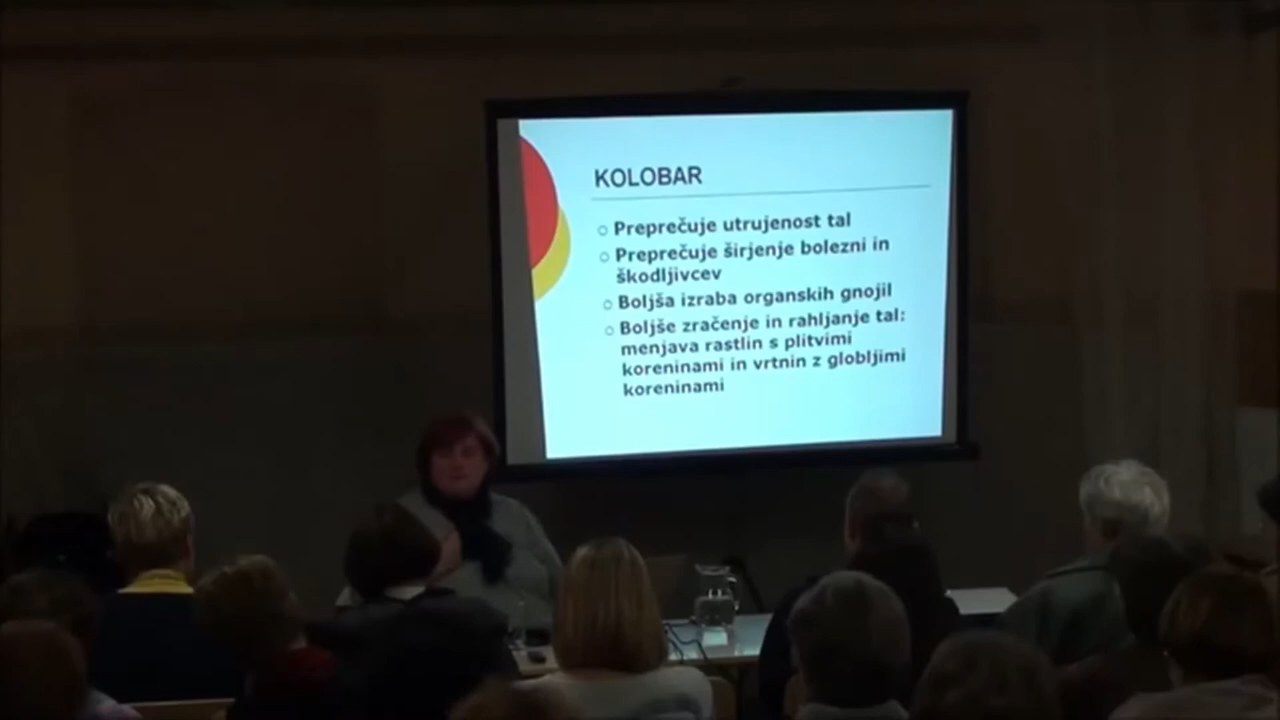 KOLOBAR
Preprečuje utrujenost tal
Preprečuje širjenje bolezni in
škodljivcev
Boljša izraba organskih gnojil
Boljše zračenje in rahljanje tal:
menjava rastlin s plitvimi
koreninami in vrtnin z globljimi
koreninami